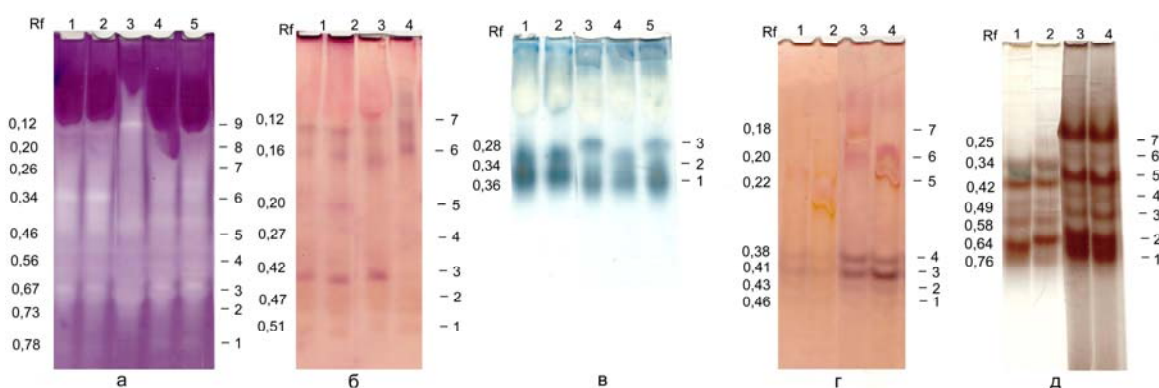 Rf 1 2 3 4 5
0,12 – 9
0,20 – 8
0,26 – 7
0,34 – 6
0,46 – 5
0,56 – 4
0,67 – 3
0,73 – 2
0,78 – 1
а
Rf 1 2 3 4
0,12 – 7
0,16 – 6
0,20 – 5
0,27 – 4
0,42 – 3
0,47 – 2
0,51 – 1
б
Rf 1 2 3 4 5
0,28 – 3
0,34 – 2
0,36 – 1
в
Rf 1 2 3 4
0,18 – 7
0,20 – 6
0,22 – 5
0,38 – 4
0,41 – 3
0,43 – 2
0,46 – 1
г
Rf 1 2 3 4
0,25 – 7
0,34 – 6
0,42 – 5
0,49 – 4
0,58 – 3
0,64 – 2
0,76 – 1
д